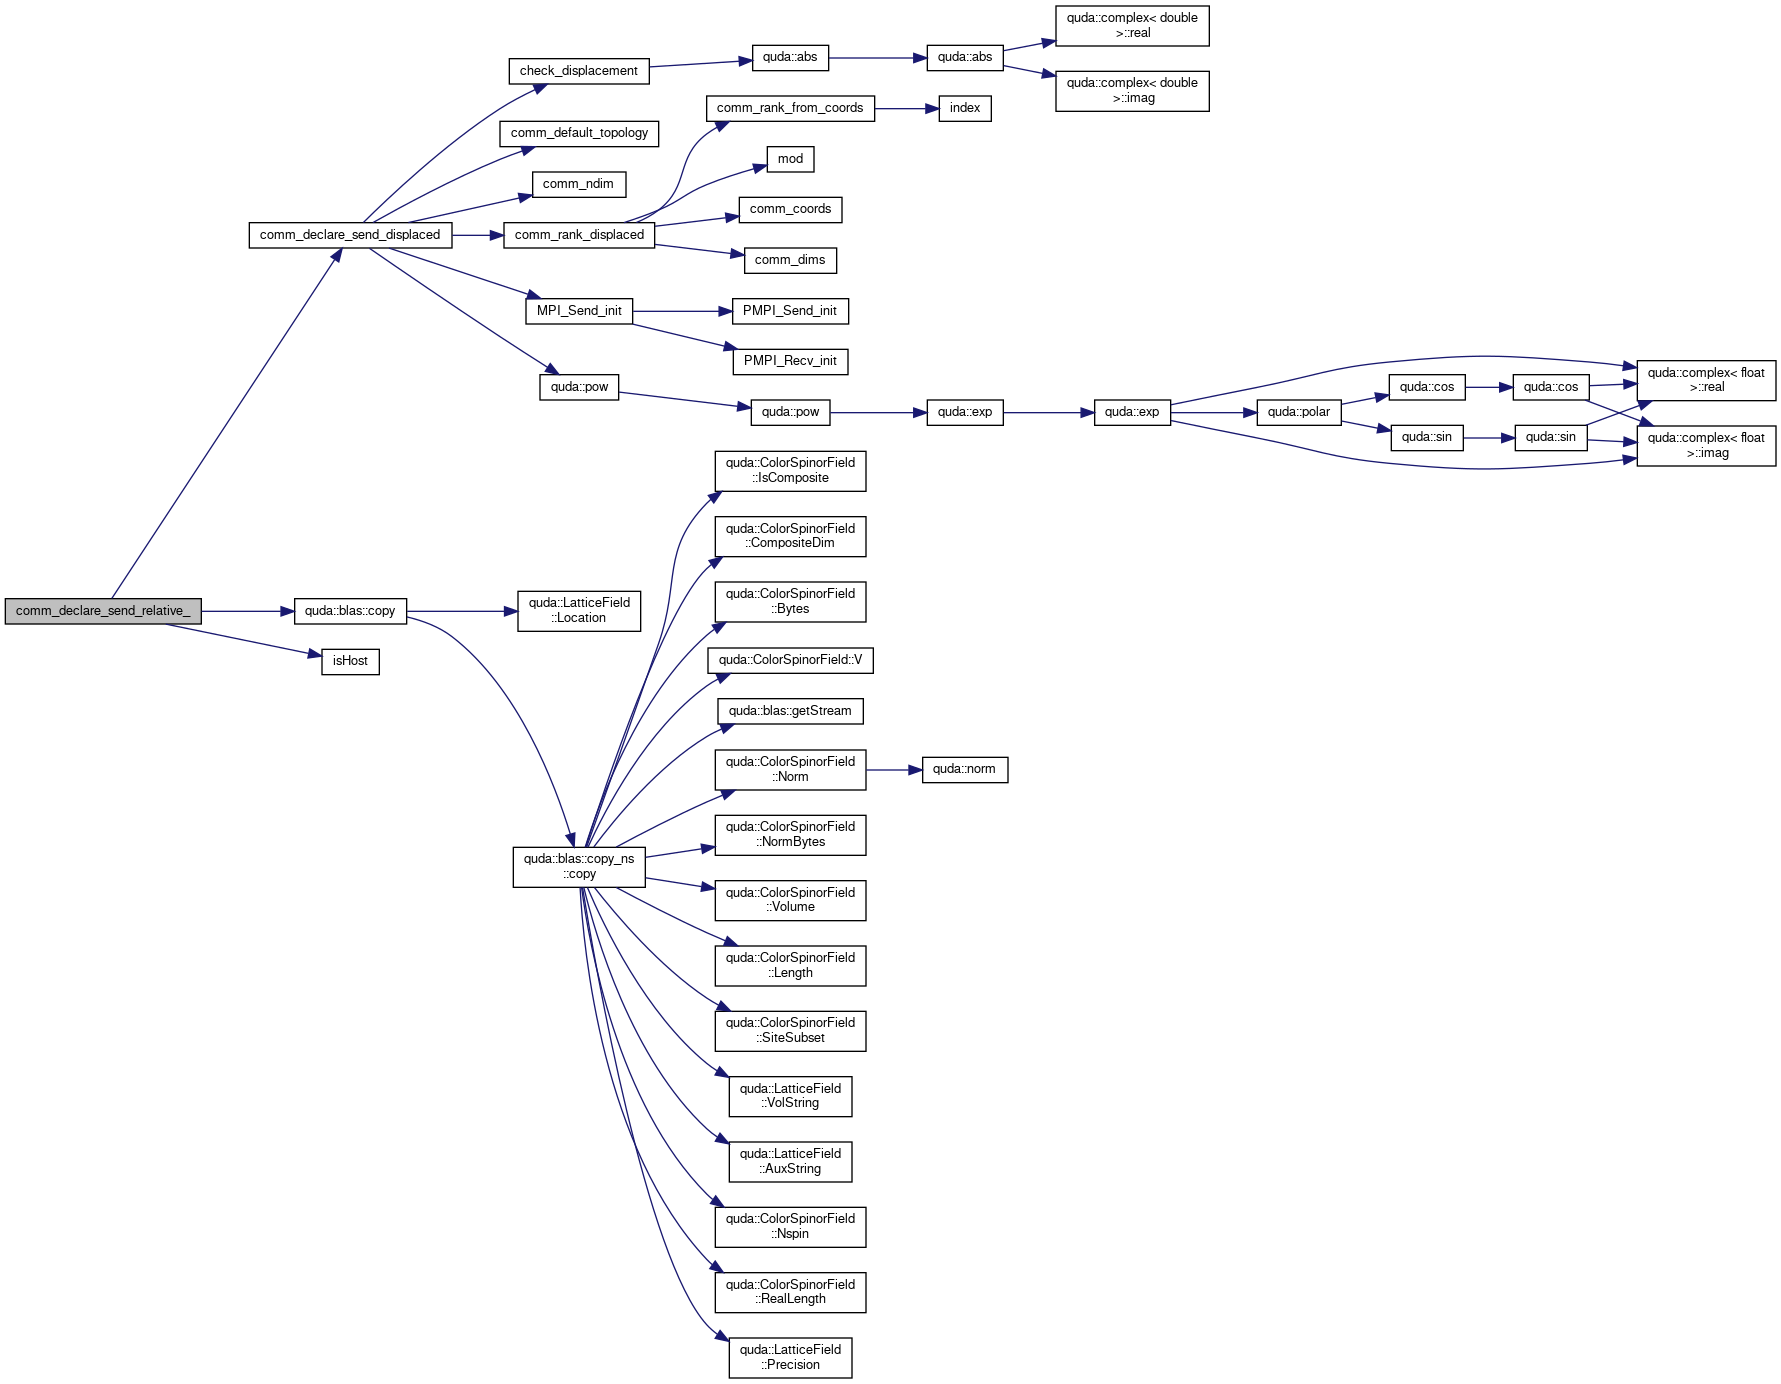 quda::complex< double
>::real
check_displacement
quda::abs
quda::abs
quda::complex< double
>::imag
comm_rank_from_coords
index
comm_default_topology
mod
comm_ndim
comm_coords
comm_declare_send_displaced
comm_rank_displaced
comm_dims
MPI_Send_init
PMPI_Send_init
PMPI_Recv_init
quda::pow
quda::pow
quda::exp
quda::exp
quda::polar
quda::cos
quda::cos
quda::complex< float
>::real
quda::sin
quda::sin
quda::complex< float
>::imag
quda::ColorSpinorField
::IsComposite
quda::ColorSpinorField
::CompositeDim
quda::ColorSpinorField
::Bytes
comm_declare_send_relative_
quda::blas::copy
quda::LatticeField
::Location
isHost
quda::ColorSpinorField::V
quda::blas::getStream
quda::ColorSpinorField
::Norm
quda::norm
quda::ColorSpinorField
::NormBytes
quda::blas::copy_ns
::copy
quda::ColorSpinorField
::Volume
quda::ColorSpinorField
::Length
quda::ColorSpinorField
::SiteSubset
quda::LatticeField
::VolString
quda::LatticeField
::AuxString
quda::ColorSpinorField
::Nspin
quda::ColorSpinorField
::RealLength
quda::LatticeField
::Precision